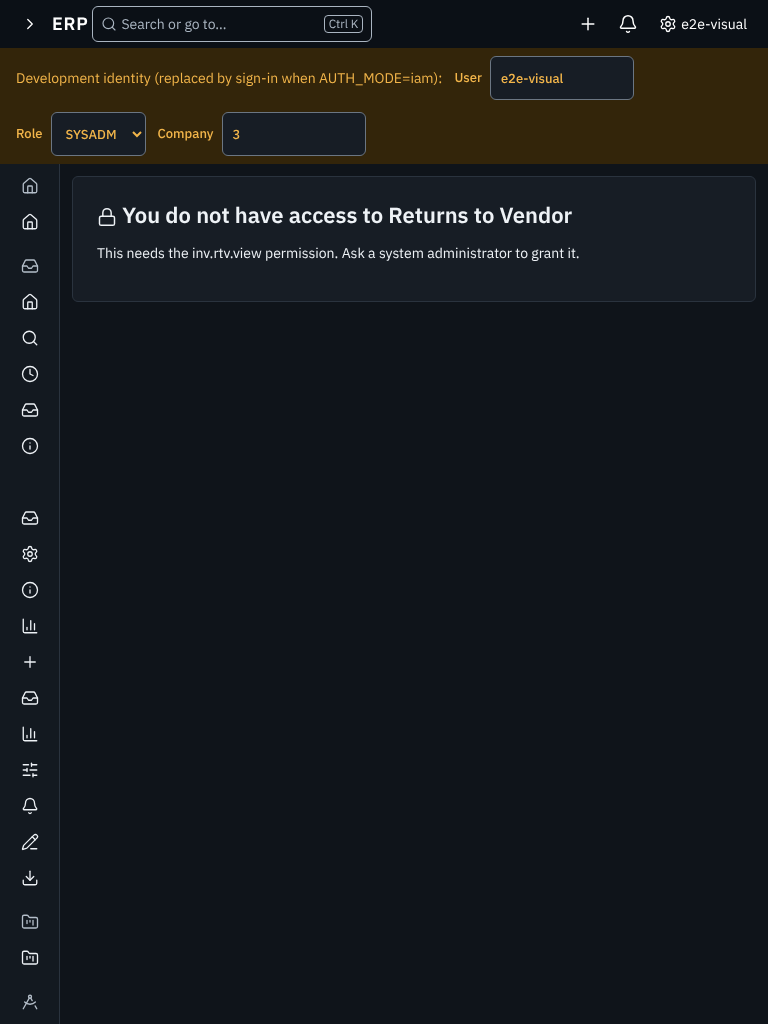 ERP
Search or go to...
Ctrl K
e2e-visual
Development identity (replaced by sign-in when AUTH_MODE=iam):
User
e2e-visual
Role
SYSADM
Company
3
You do not have access to Returns to Vendor
This needs the inv.rtv.view permission. Ask a system administrator to grant it.